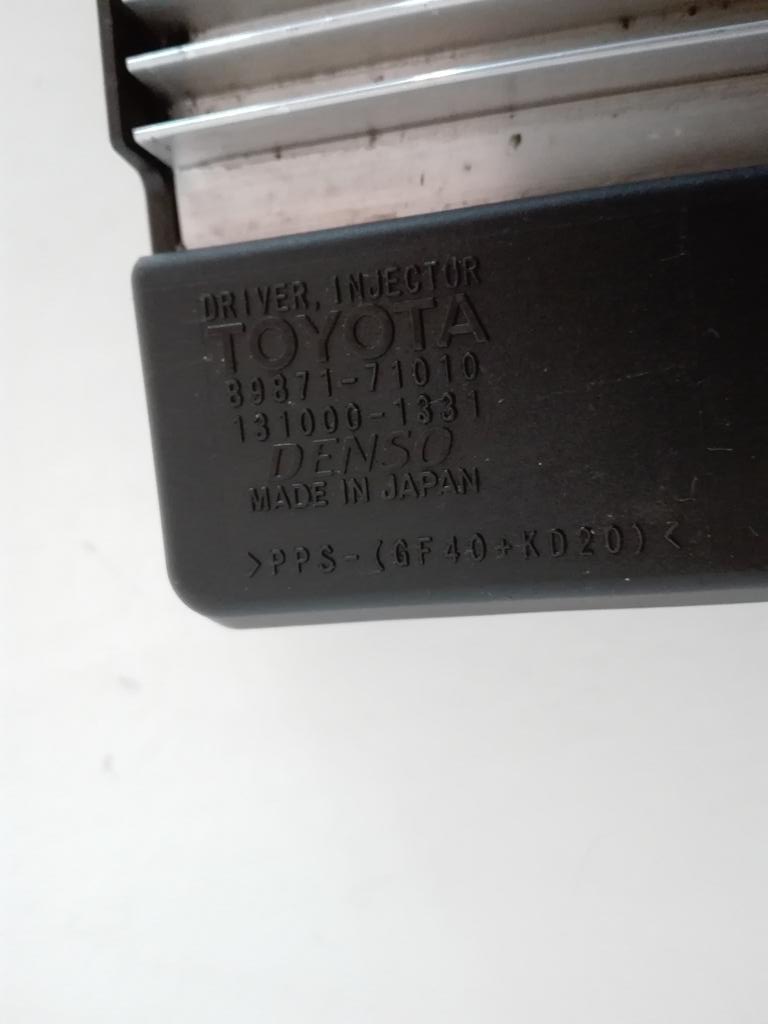 DRIVER, INJECTOR
TOYOTA
89871-71010
131000-1331
DENSO
MADE IN JAPAN
>PPS-(GF40+KD20)<